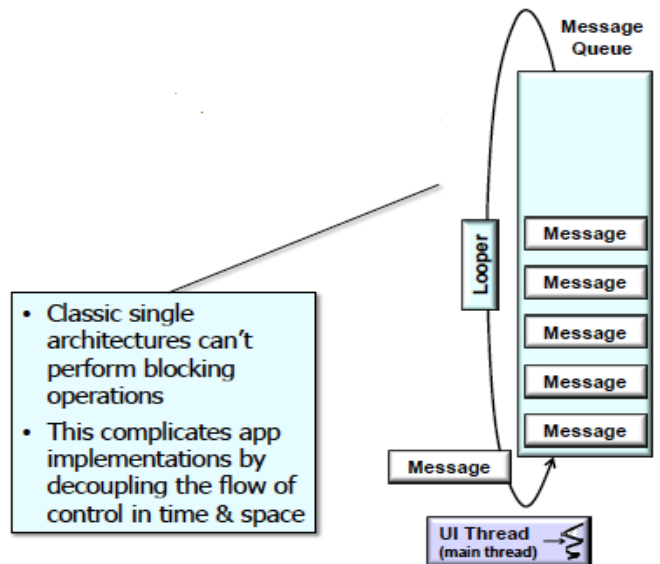 Message
Queue
Message
Message
Looper
Message
Message
Message
Message
UI Thread
(main thread)
• Classic single
architectures can't
perform blocking
operations
• This complicates app
implementations by
decoupling the flow of
control in time & space